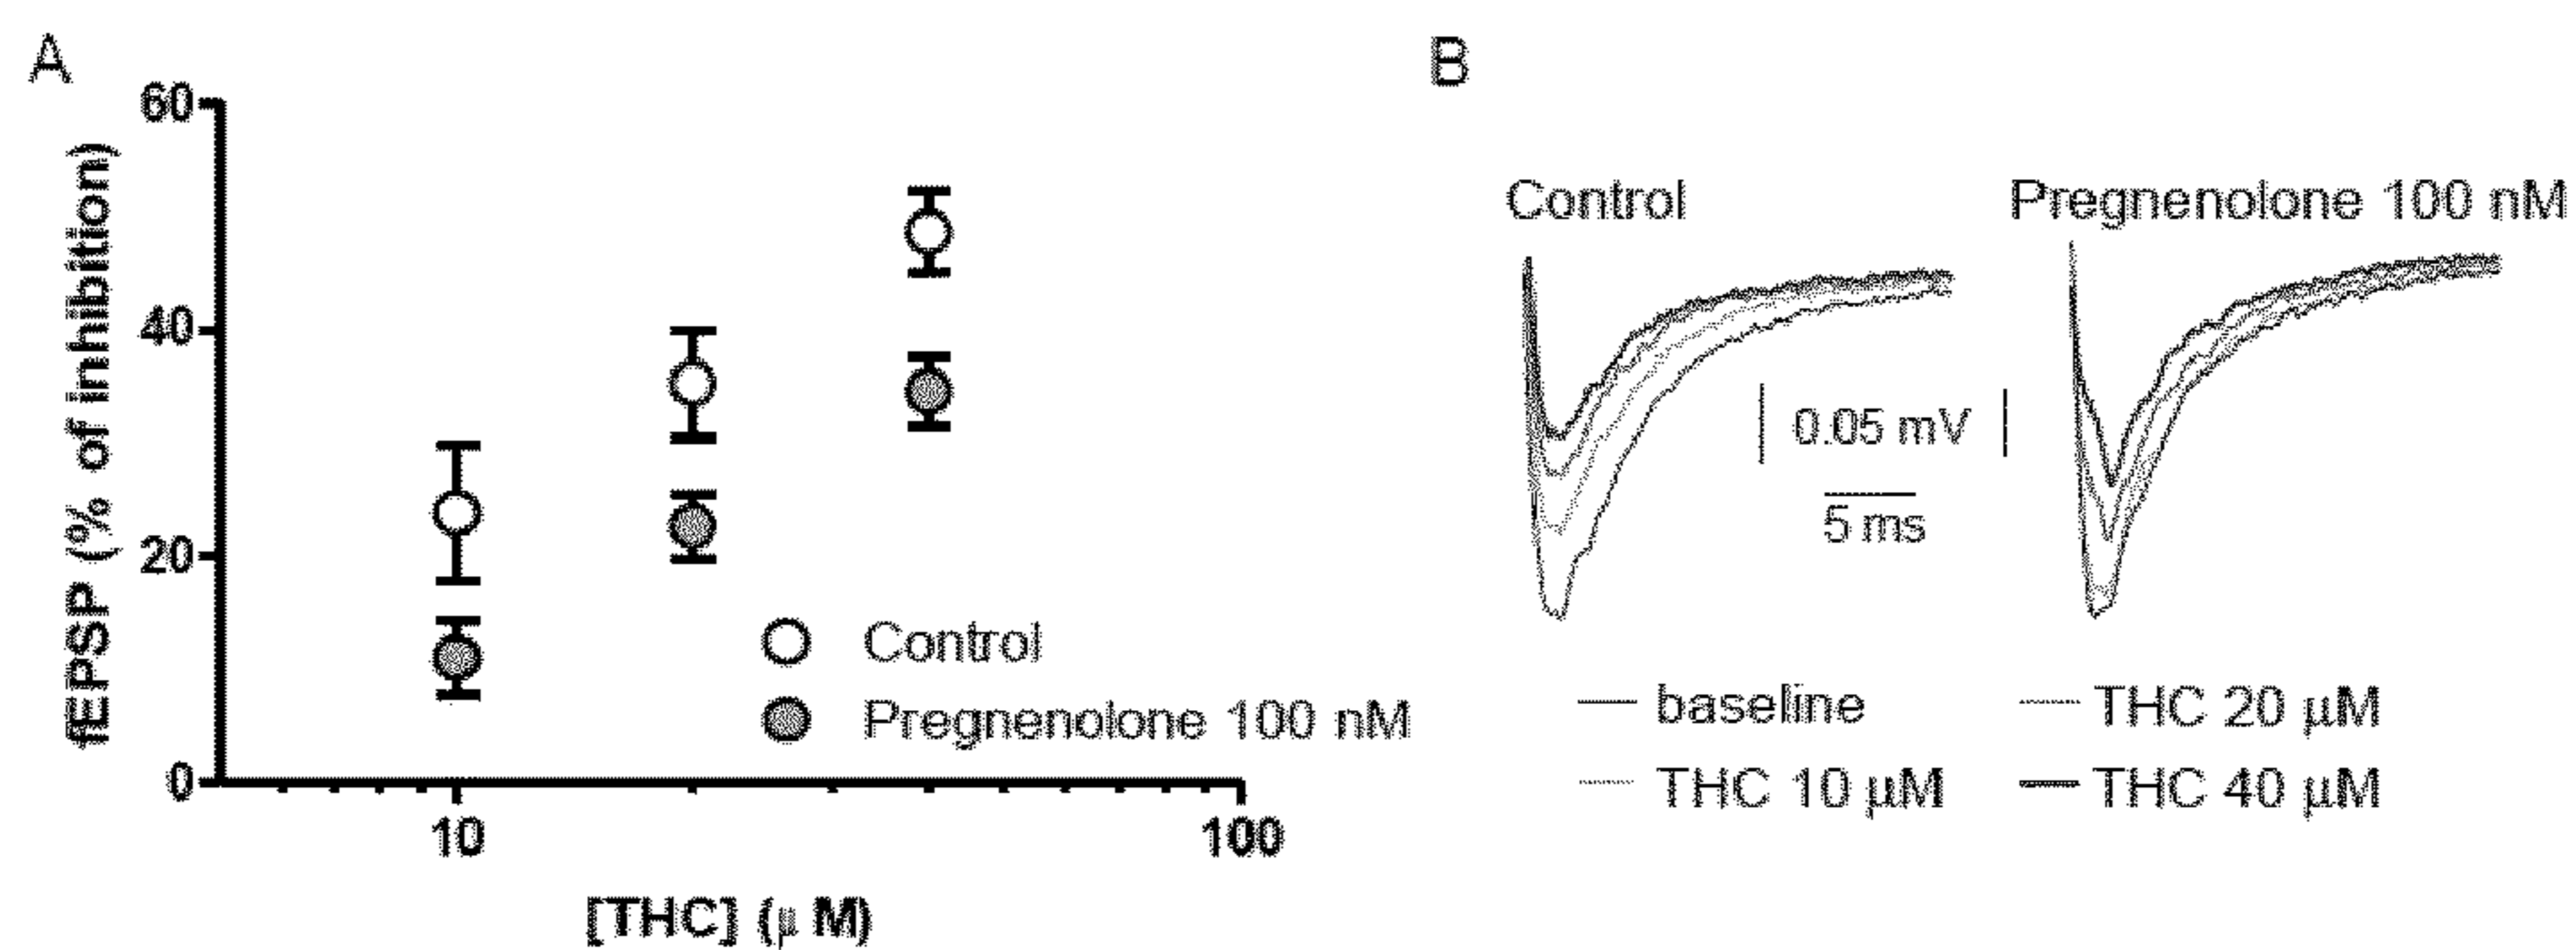 A
60
40
20
0
fEPSP (% of inhibition)
Control
Pregnenolone 100 nM
10
100
[THC] (μ M)
B
Control
Pregnenolone 100 nM
0.05 mV
5 ms
baseline
THC 20 μM
THC 10 μM
THC 40 μM